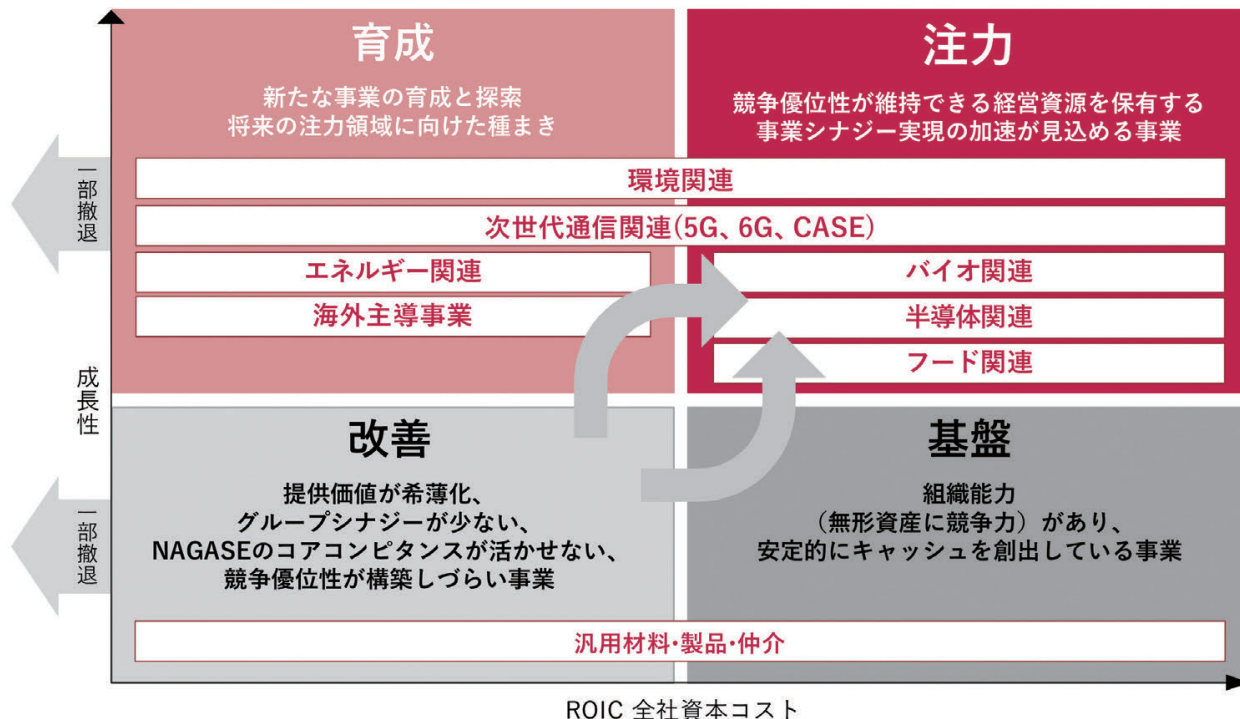 育成
新たな事業の育成と探索
将来の注力領域に向けた種まき
注力
競争優位性が維持できる経営資源を保有する
事業シナジー実現の加速が見込める事業
一部撤退
環境関連
次世代通信関連(5G、6G、CASE)
エネルギー関連
海外主導事業
バイオ関連
半導体関連
フード関連
成長性
一部撤退
改善
提供価値が希薄化、
グループシナジーが少ない、
NAGASEのコアコンピタンスが活かせない、
競争優位性が構築しづらい事業
基盤
組織能力
（無形資産に競争力）があり、
安定的にキャッシュを創出している事業
汎用材料・製品・仲介
ROIC 全社資本コスト